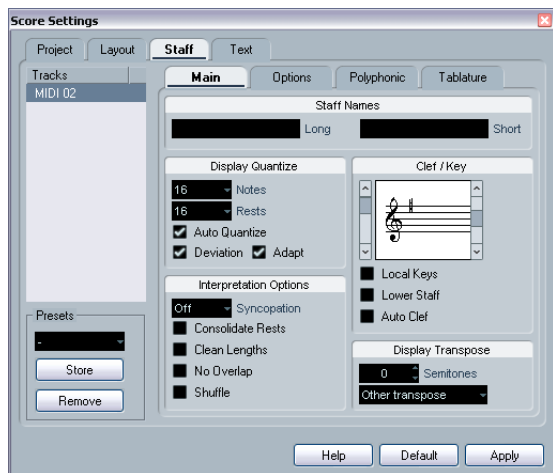 Score Settings
Project Layout Staff Text
Tracks
MIDI 02
Presets
-
Store
Remove
Main Options Polyphonic Tablature
Staff Names
Long Short
Display Quantize
16 Notes
16 Rests
Auto Quantize
Deviation Adapt
Interpretation Options
Off Syncopation
Consolidate Rests
Clean Lengths
No Overlap
Shuffle
Clef / Key
Local Keys
Lower Staff
Auto Clef
Display Transpose
0 Semitones
Other transpose
Help Default Apply